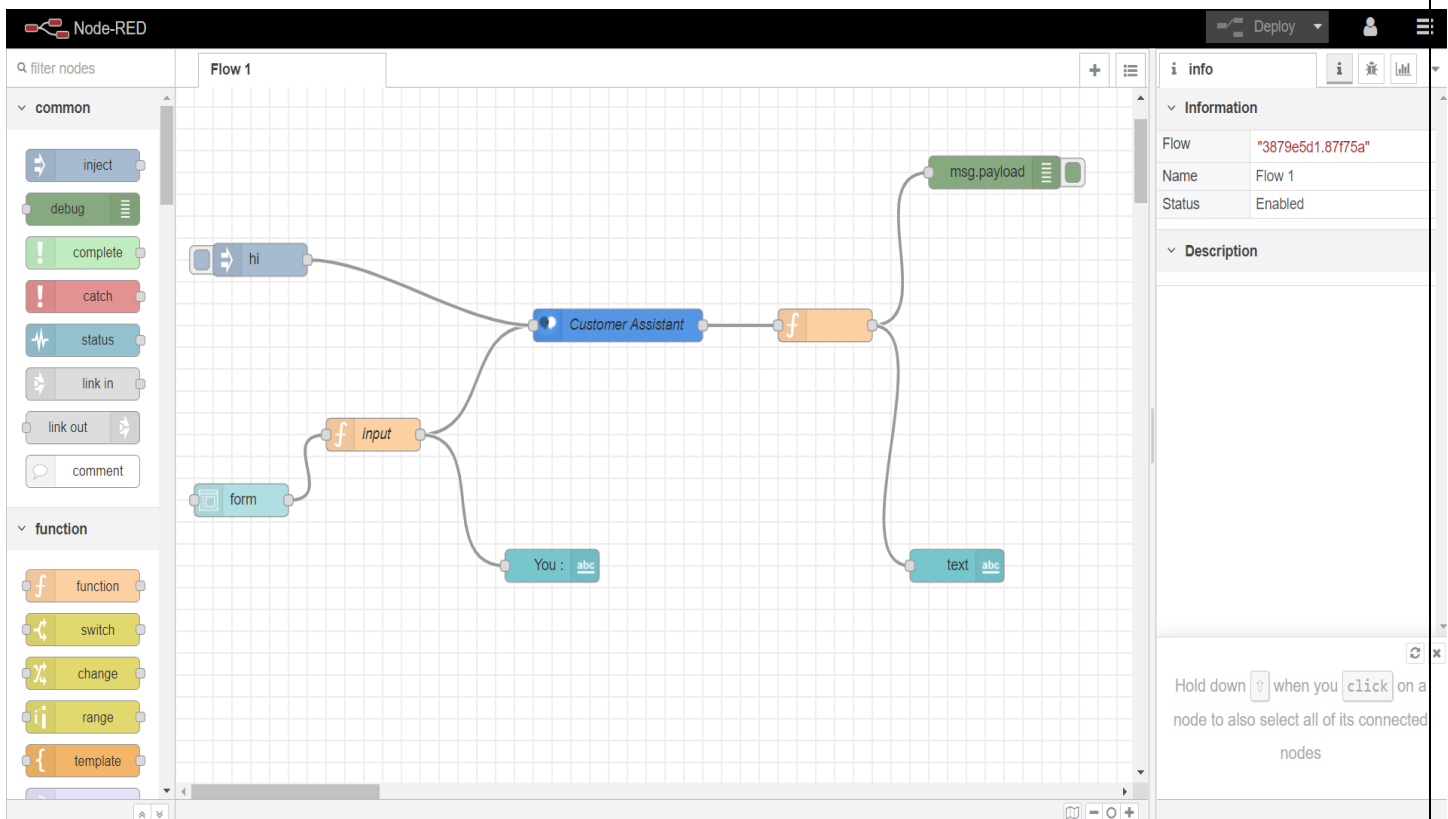 Node-RED
Deploy
filter nodes
Flow 1
i info
i
common
Information
inject
Flow "3879e5d1.87f75a"
msg.payload
Name Flow 1
debug
Status Enabled
complete
hi
Description
catch
Customer Assistant
status
link in
link out
input
comment
form
function
You : abc
text abc
function
switch
change
Hold down ⇧ when you click on a
node to also select all of its connected
nodes
range
template